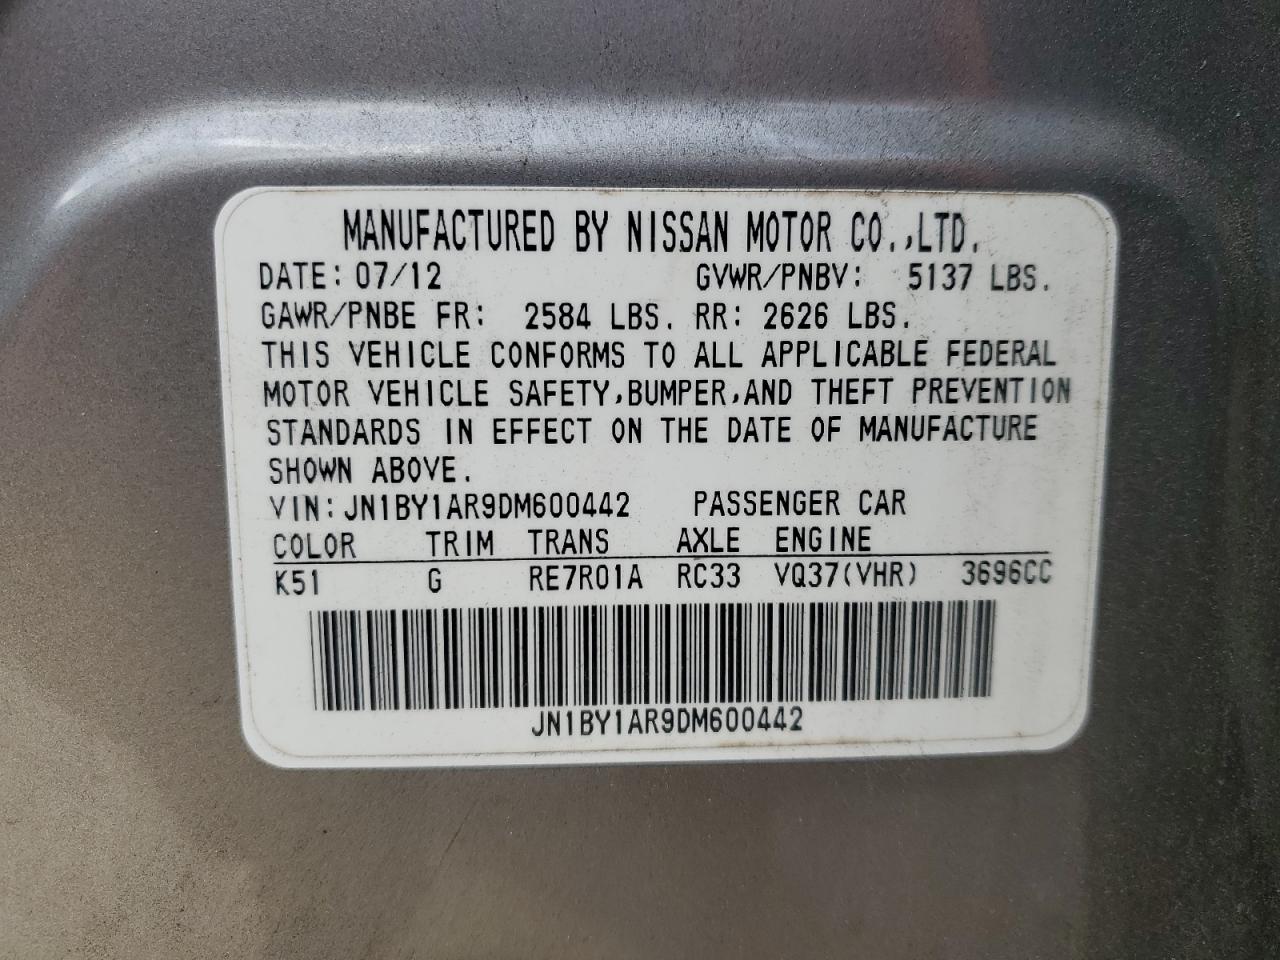 MANUFACTURED BY NISSAN MOTOR CO.,LTD.
DATE: 07/12 GVWR/PNBV: 5137 LBS.
GAWR/PNBE FR: 2584 LBS. RR: 2626 LBS.
THIS VEHICLE CONFORMS TO ALL APPLICABLE FEDERAL
MOTOR VEHICLE SAFETY,BUMPER,AND THEFT PREVENTION
STANDARDS IN EFFECT ON THE DATE OF MANUFACTURE
SHOWN ABOVE.
VIN:JN1BY1AR9DM600442 PASSENGER CAR
COLOR TRIM TRANS AXLE ENGINE
K51 G RE7R01A RC33 VQ37(VHR) 3696CC
JN1BY1AR9DM600442